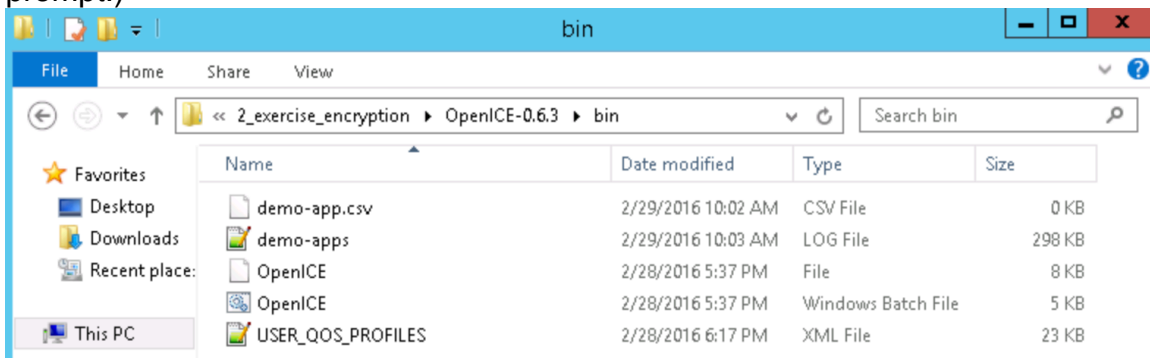 prompt.)
bin
File Home Share View
« 2_exercise_encryption ▸ OpenICE-0.6.3 ▸ bin Search bin
Favorites
Desktop
Downloads
Recent place:
This PC
Name Date modified Type Size
demo-app.csv 2/29/2016 10:02 AM CSV File 0 KB
demo-apps 2/29/2016 10:03 AM LOG File 298 KB
OpenICE 2/28/2016 5:37 PM File 8 KB
OpenICE 2/28/2016 5:37 PM Windows Batch File 5 KB
USER_QOS_PROFILES 2/28/2016 6:17 PM XML File 23 KB